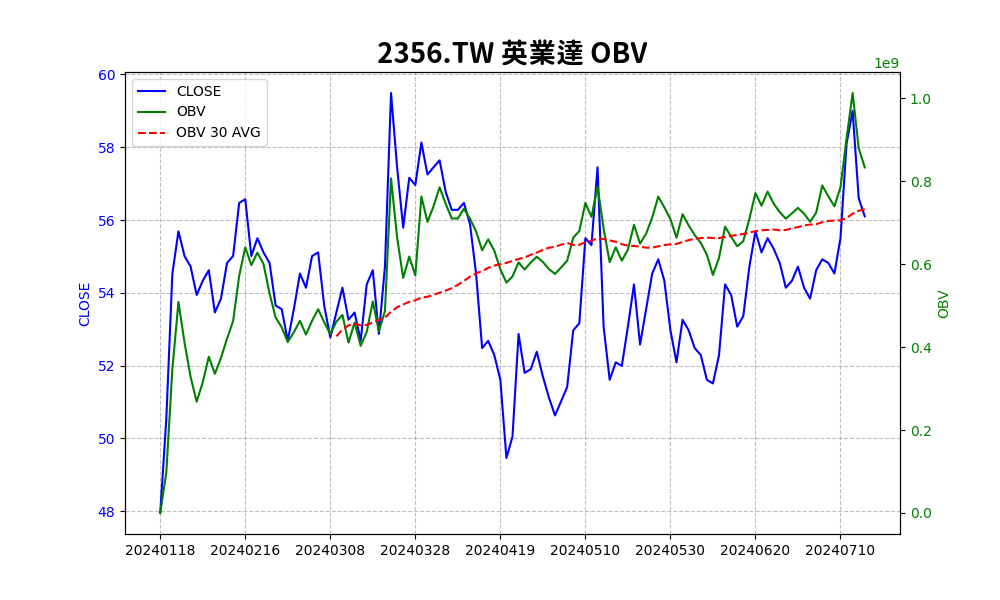 2356.TW 英業達 OBV
1e9
CLOSE
OBV
OBV 30 AVG
60
58
56
54
52
50
48
CLOSE
1.0
0.8
0.6
0.4
0.2
0.0
OBV
20240118 20240216 20240308 20240328 20240419 20240510 20240530 20240620 20240710